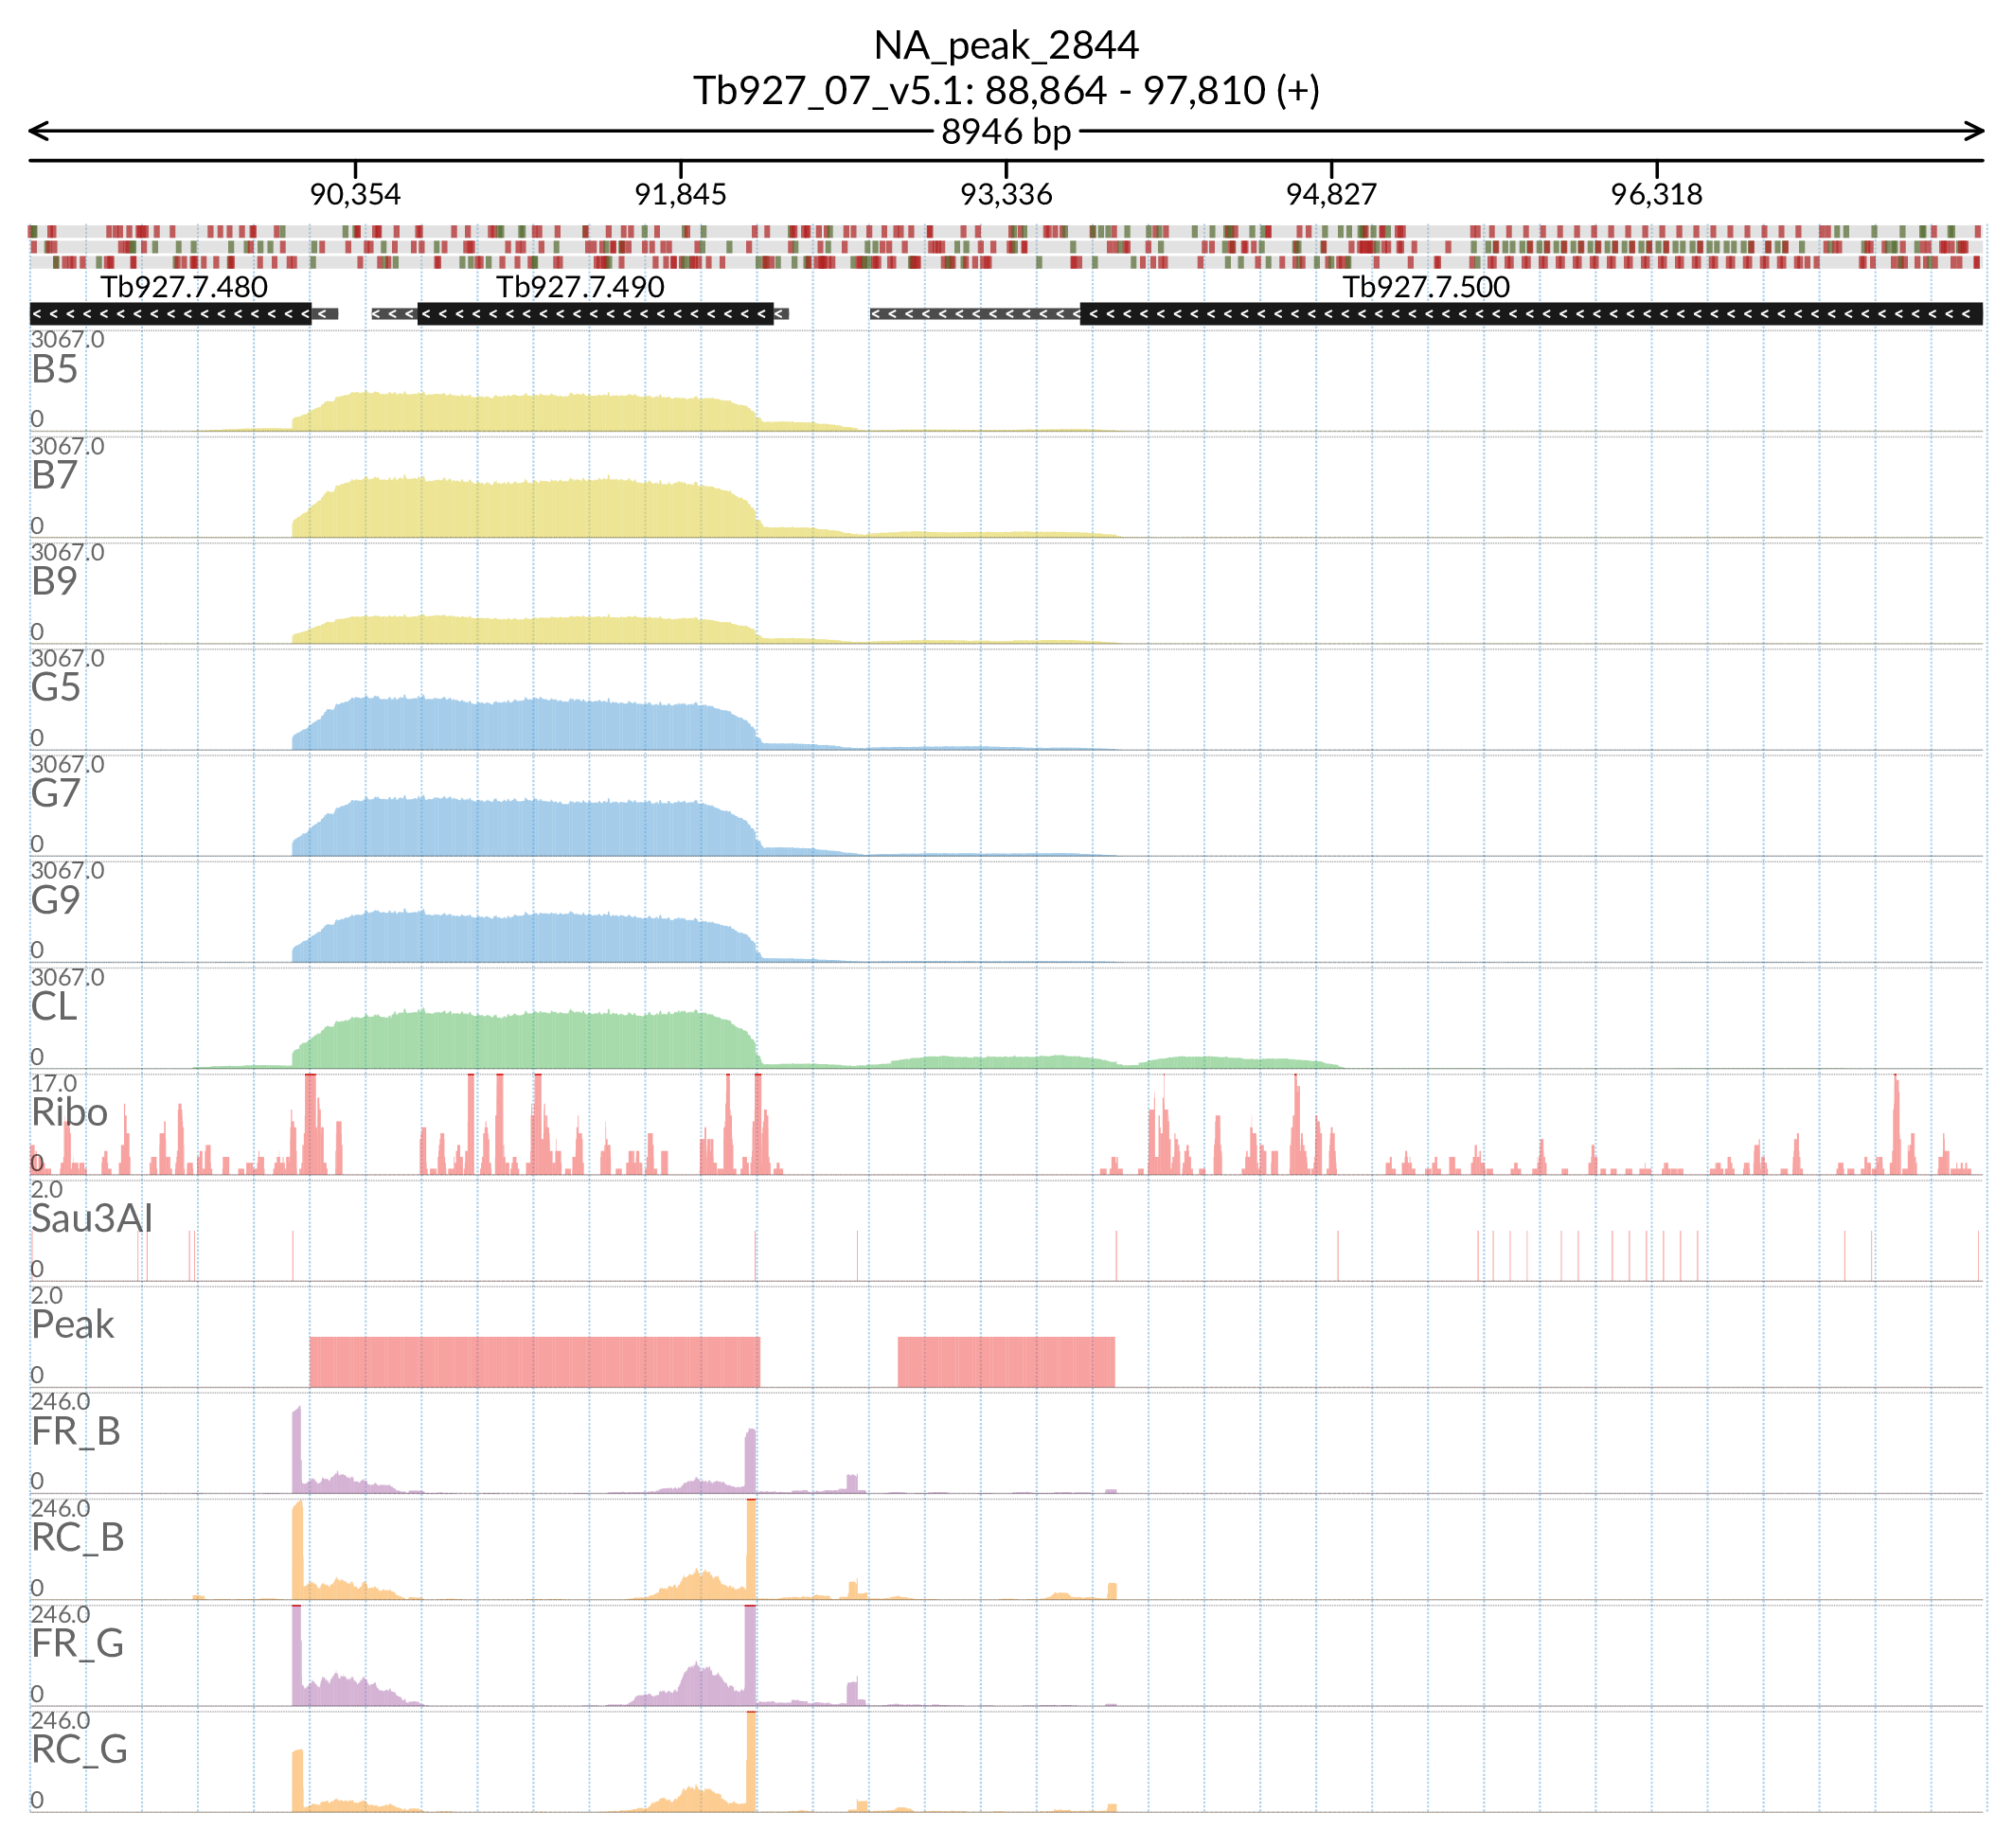 NA_peak_2844
Tb927_07_v5.1: 88,864 - 97,810 (+)
8946 bp
90,354 91,845 93,336 94,827 96,318
Tb927.7.480 Tb927.7.490 Tb927.7.500
3067.0
B5
0
3067.0
B7
0
3067.0
B9
0
3067.0
G5
0
3067.0
G7
0
3067.0
G9
0
3067.0
CL
0
17.0
Ribo
0
2.0
Sau3AI
0
2.0
Peak
0
246.0
FR_B
0
246.0
RC_B
0
246.0
FR_G
0
246.0
RC_G
0